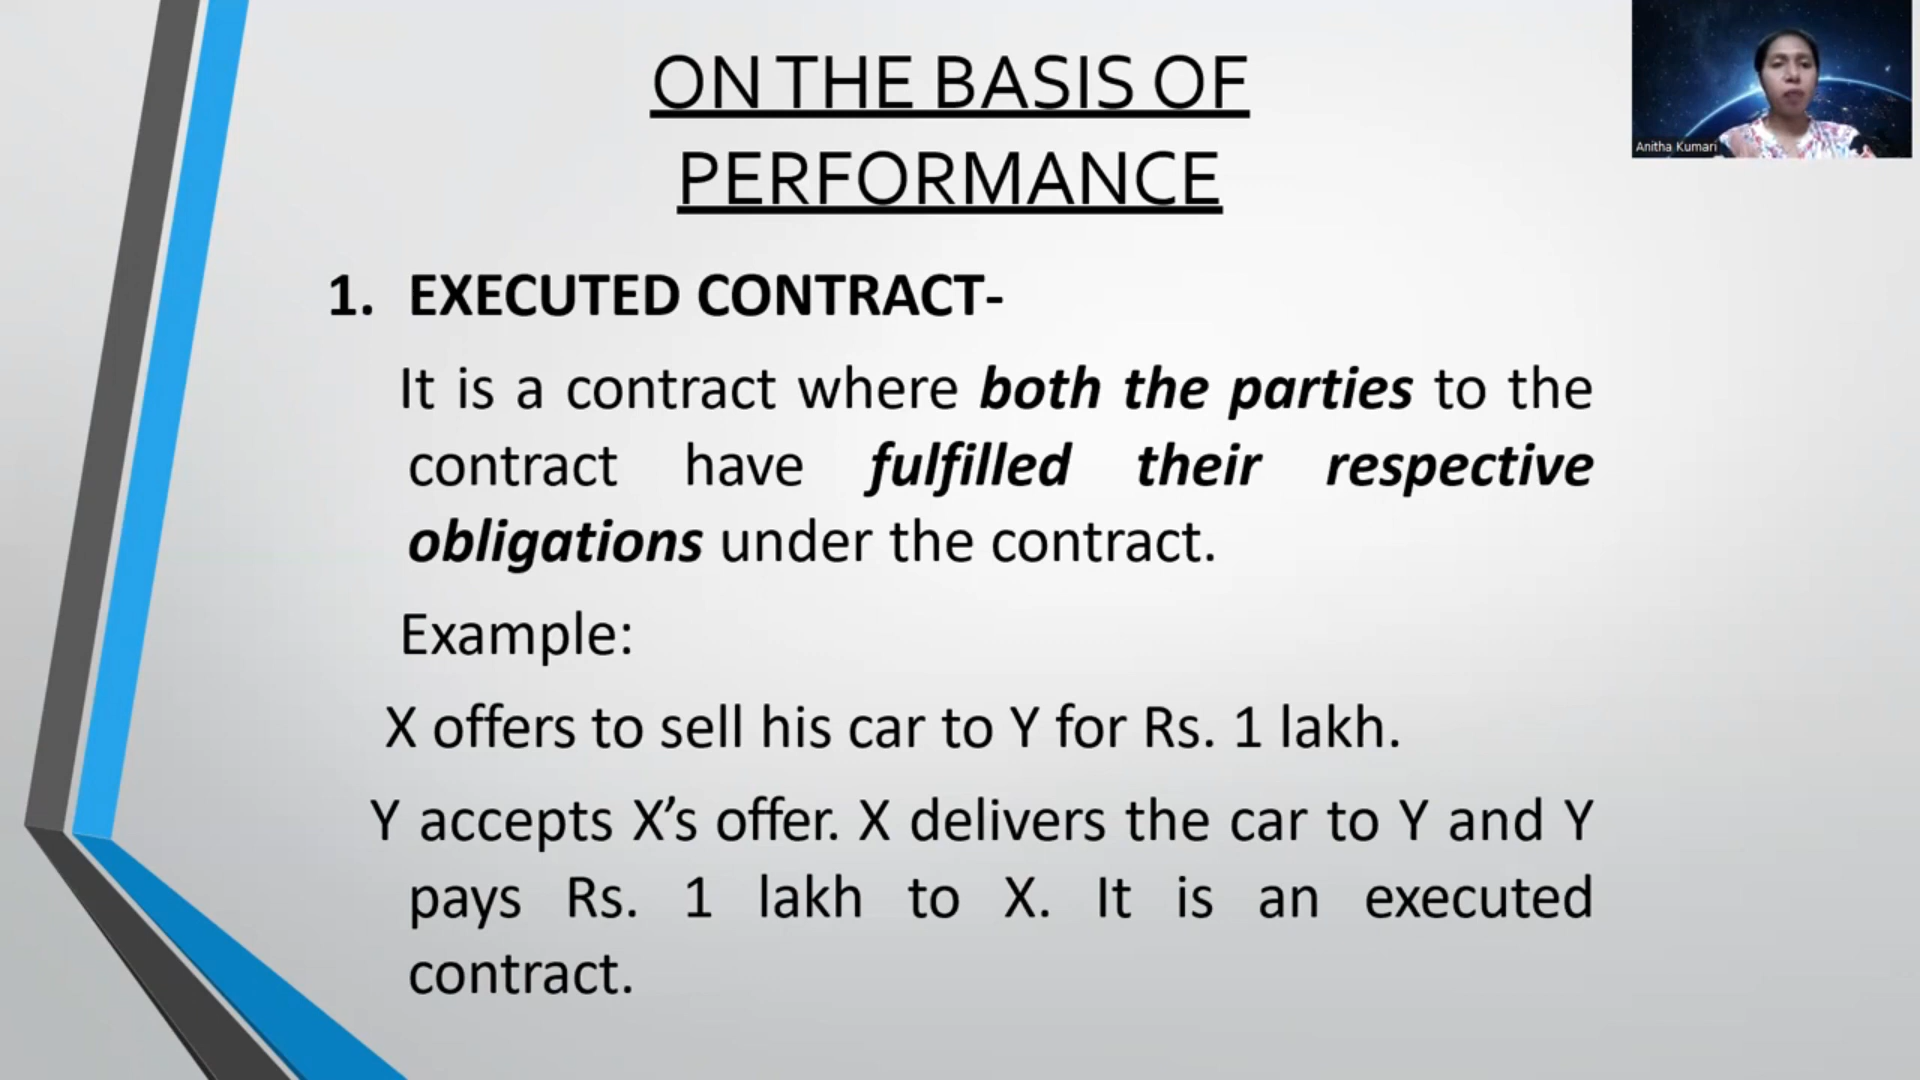 ON THE BASIS OF
PERFORMANCE
Anitha Kumari
1. EXECUTED CONTRACT-
It is a contract where both the parties to the
contract have fulfilled their respective
obligations under the contract.
Example:
X offers to sell his car to Y for Rs. 1 lakh.
Y accepts X’s offer. X delivers the car to Y and Y
pays Rs. 1 lakh to X. It is an executed
contract.